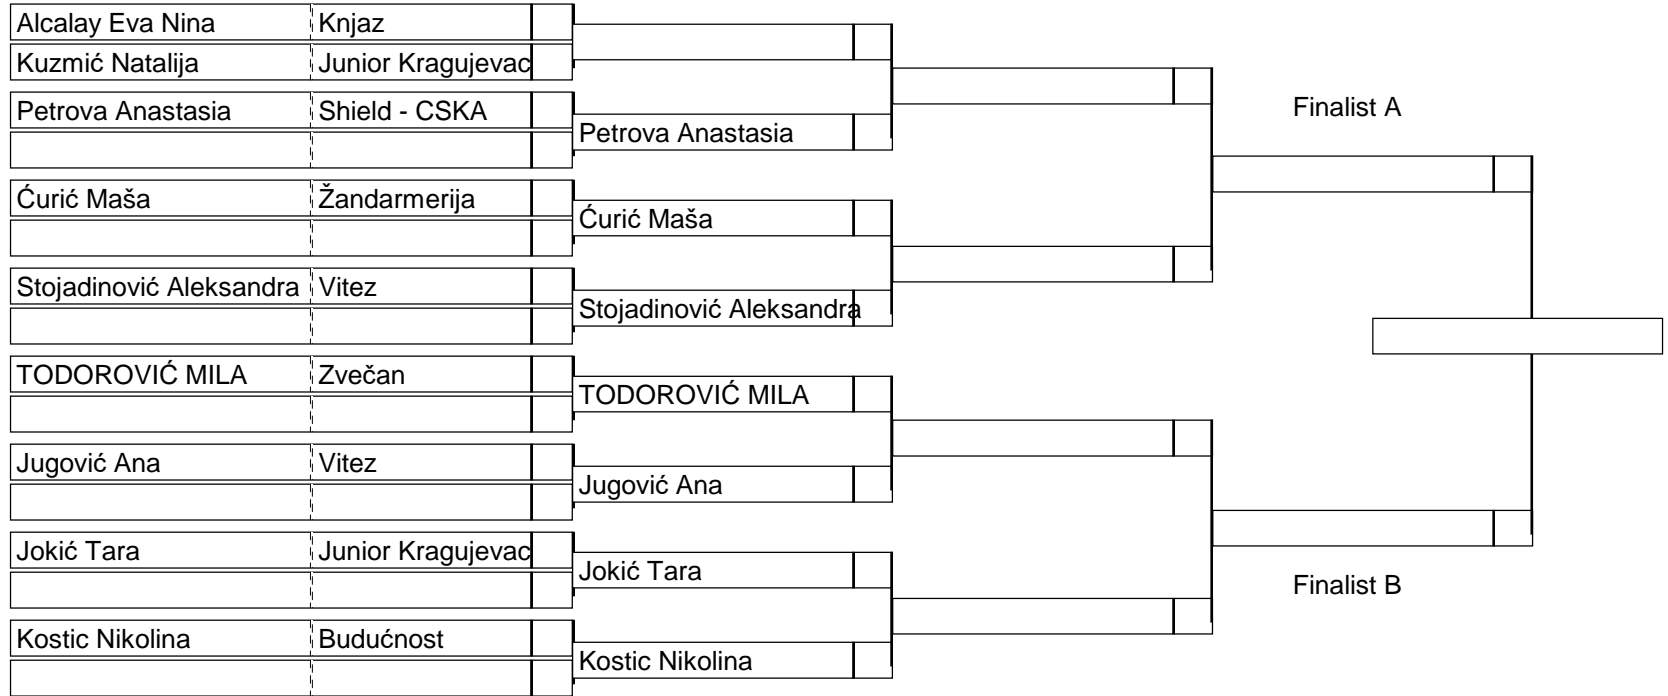 Alcalay Eva Nina Knjaz
Kuzmić Natalija Junior Kragujevac
Petrova Anastasia Shield - CSKA
Ćurić Maša Žandarmerija
Stojadinović Aleksandra Vitez
TODOROVIĆ MILA Zvečan
Jugović Ana Vitez
Jokić Tara Junior Kragujevac
Kostic Nikolina Budućnost
Petrova Anastasia
Ćurić Maša
Stojadinović Aleksandra
TODOROVIĆ MILA
Jugović Ana
Jokić Tara
Kostic Nikolina
Finalist A
Finalist B